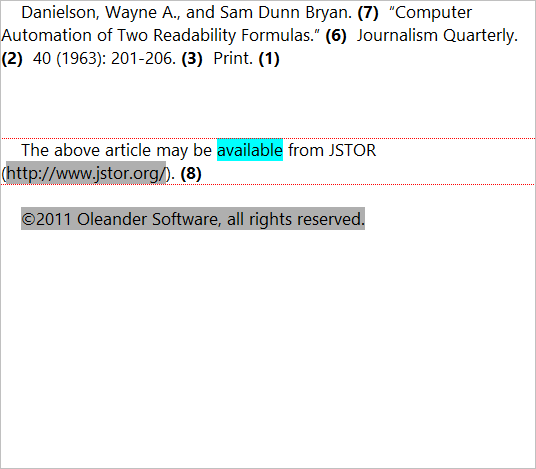 Danielson, Wayne A., and Sam Dunn Bryan. (7) “Computer
Automation of Two Readability Formulas.” (6) Journalism Quarterly.
(2) 40 (1963): 201-206. (3) Print. (1)
The above article may be available from JSTOR
(http://www.jstor.org/). (8)
©2011 Oleander Software, all rights reserved.